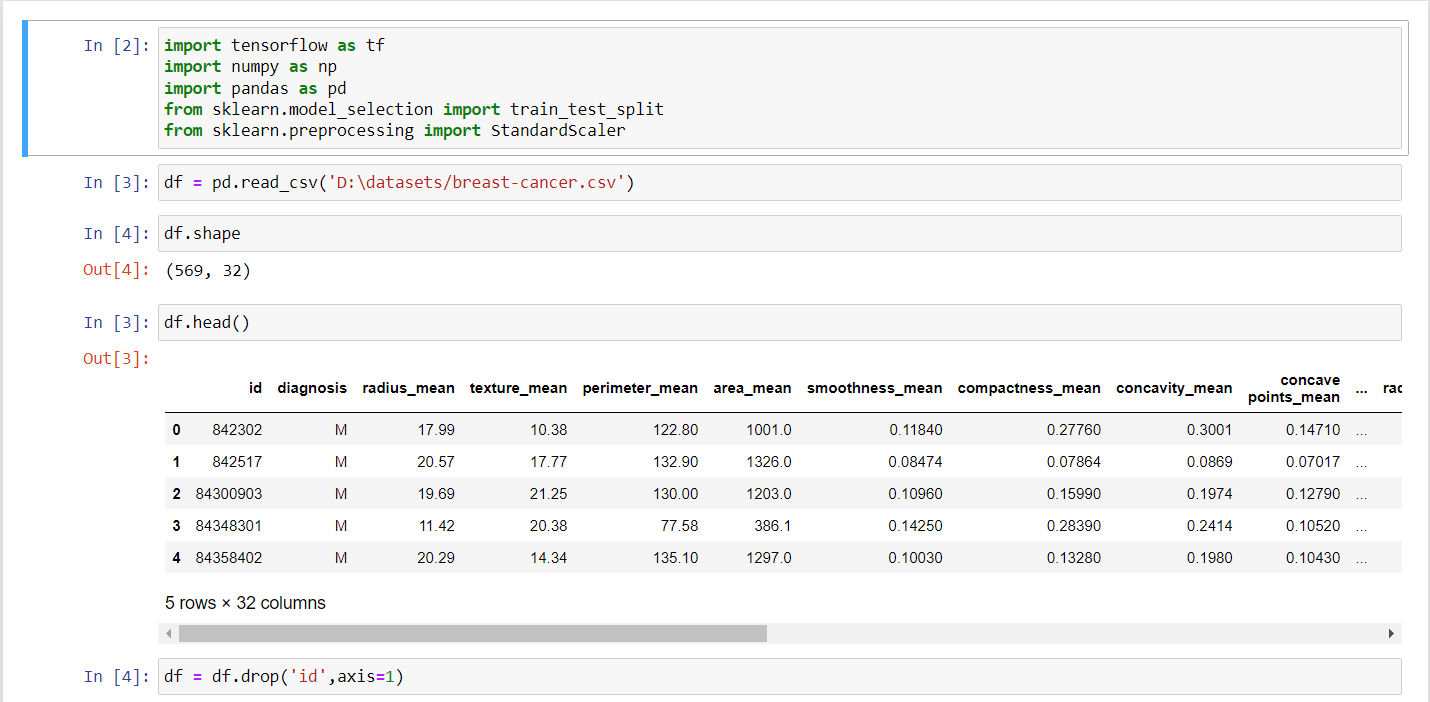 In [2]: import tensorflow as tf
import numpy as np
import pandas as pd
from sklearn.model_selection import train_test_split
from sklearn.preprocessing import StandardScaler
In [3]: df = pd.read_csv('D:\datasets/breast-cancer.csv')
In [4]: df.shape
Out[4]: (569, 32)
In [3]: df.head()
Out[3]:
id diagnosis radius_mean texture_mean perimeter_mean area_mean smoothness_mean compactness_mean concavity_mean concave points_mean ... rac
0 842302 M 17.99 10.38 122.80 1001.0 0.11840 0.27760 0.3001 0.14710 ...
1 842517 M 20.57 17.77 132.90 1326.0 0.08474 0.07864 0.0869 0.07017 ...
2 84300903 M 19.69 21.25 130.00 1203.0 0.10960 0.15990 0.1974 0.12790 ...
3 84348301 M 11.42 20.38 77.58 386.1 0.14250 0.28390 0.2414 0.10520 ...
4 84358402 M 20.29 14.34 135.10 1297.0 0.10030 0.13280 0.1980 0.10430 ...
5 rows × 32 columns
In [4]: df = df.drop('id',axis=1)